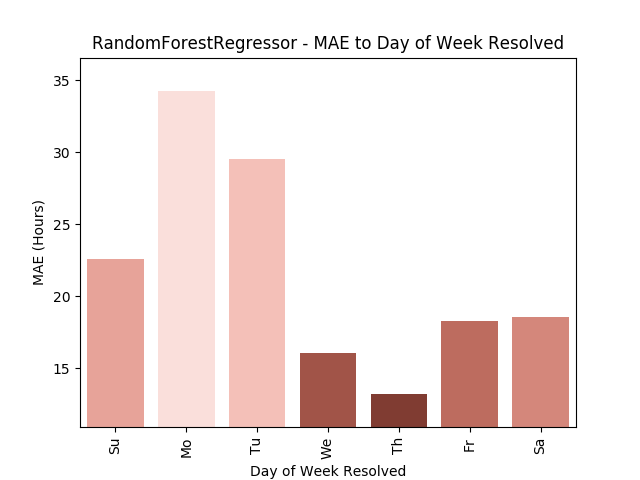 RandomForestRegressor - MAE to Day of Week Resolved
35
30
25
20
15
MAE (Hours)
Su
Mo
Tu
We
Th
Fr
Sa
Day of Week Resolved